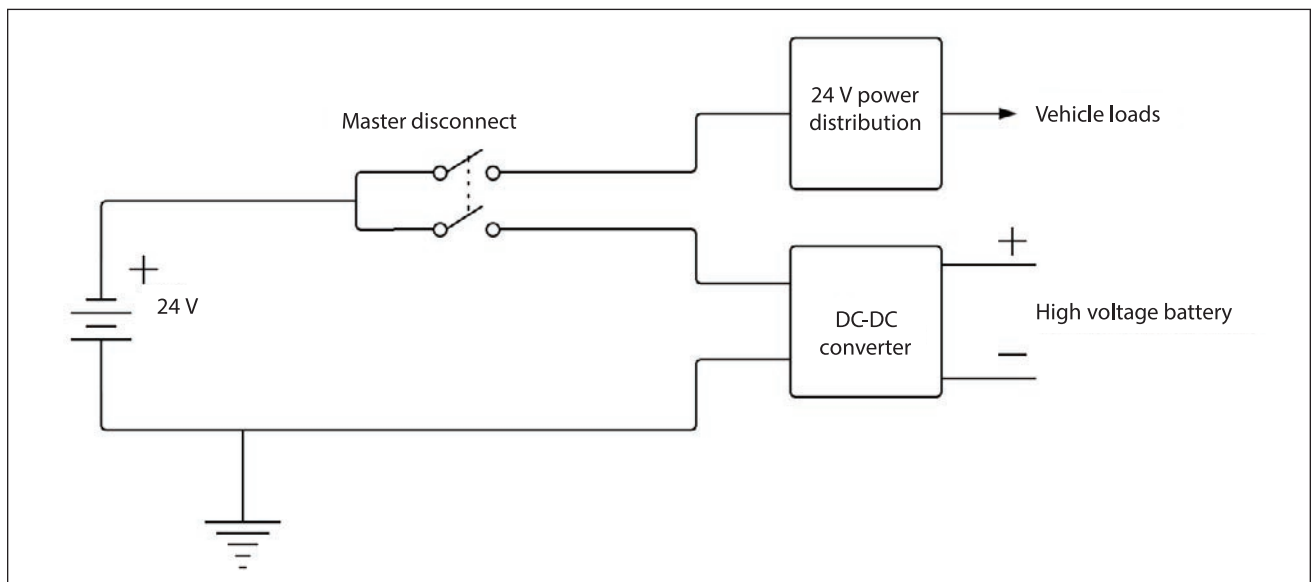 24 V power
distribution
Vehicle loads
Master disconnect
+
24 V
+
DC-DC
converter
High voltage battery
−